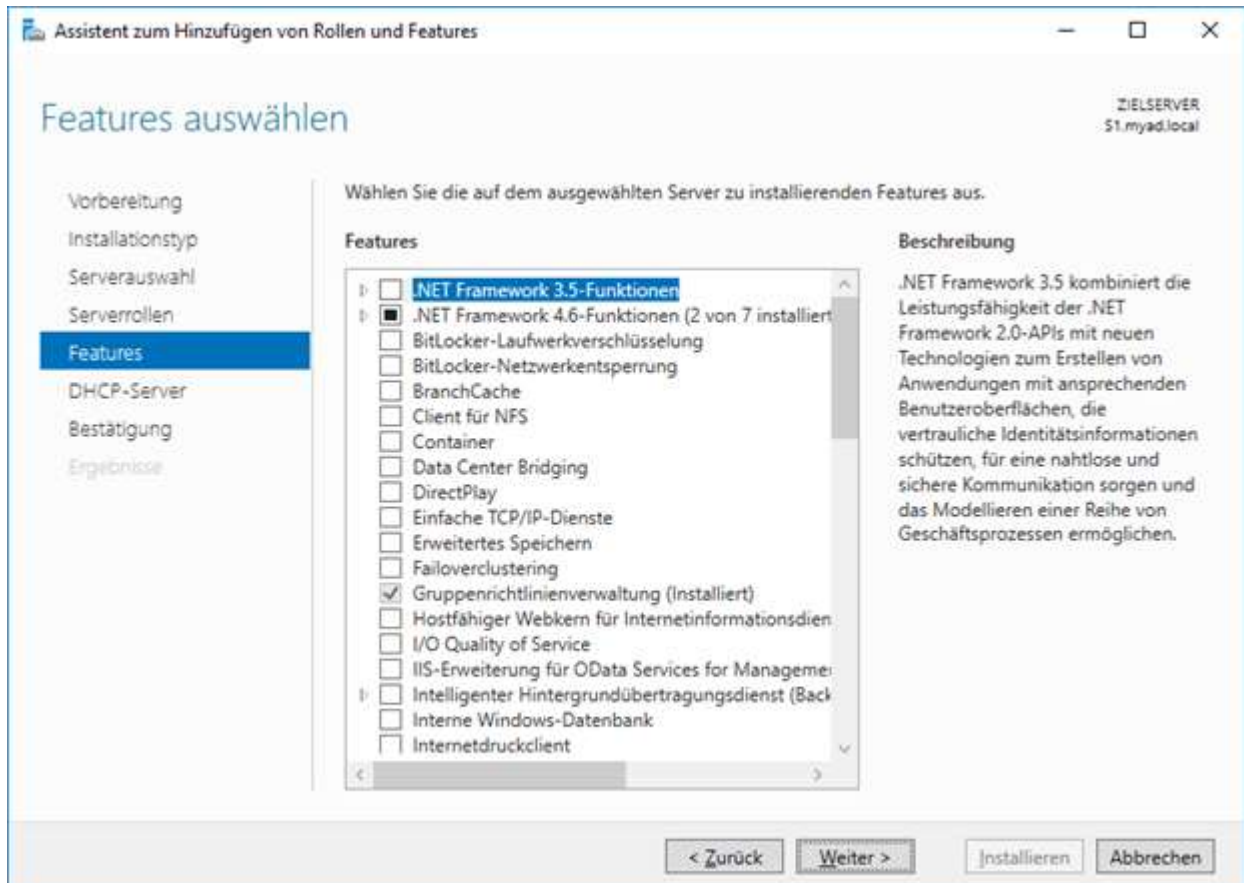 Assistent zum Hinzufügen von Rollen und Features
Features auswählen
ZIELSERVER
S1.myad.local
Vorbereitung
Installationstyp
Serverauswahl
Serverrollen
Features
DHCP-Server
Bestätigung
Ergebnisse
Wählen Sie die auf dem ausgewählten Server zu installierenden Features aus.
Features
.NET Framework 3.5-Funktionen
.NET Framework 4.6-Funktionen (2 von 7 installiert
BitLocker-Laufwerkverschlüsselung
BitLocker-Netzwerkentsperrung
BranchCache
Client für NFS
Container
Data Center Bridging
DirectPlay
Einfache TCP/IP-Dienste
Erweitertes Speichern
Failoverclustering
Gruppenrichtlinienverwaltung (Installiert)
Hostfähiger Webkern für Internetinformationsdien
I/O Quality of Service
IIS-Erweiterung für OData Services for Manageme
Intelligenter Hintergrundübertragungsdienst (Back
Interne Windows-Datenbank
Internetdruckclient
Beschreibung
.NET Framework 3.5 kombiniert die
Leistungsfähigkeit der .NET
Framework 2.0-APIs mit neuen
Technologien zum Erstellen von
Anwendungen mit ansprechenden
Benutzeroberflächen, die
vertrauliche Identitätsinformationen
schützen, für eine nahtlose und
sichere Kommunikation sorgen und
das Modellieren einer Reihe von
Geschäftsprozessen ermöglichen.
< Zurück
Weiter >
Installieren
Abbrechen